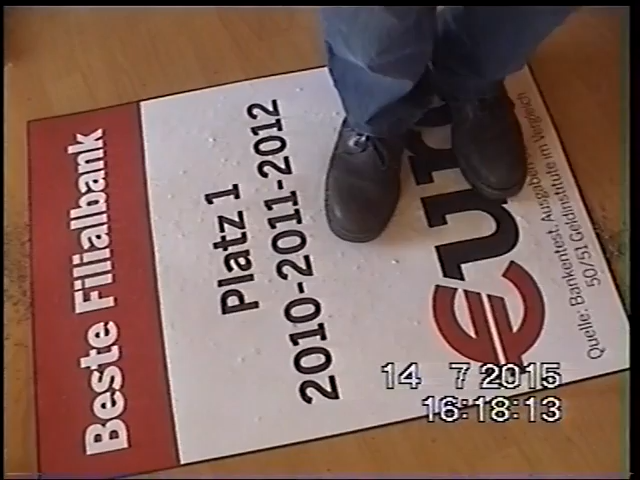 Beste Filialbank
Platz 1
2010-2011-2012
€ur
Quelle: Bankentest,
50/51 Geldinstitute im Vergleich
14 7 2015
16:18:13